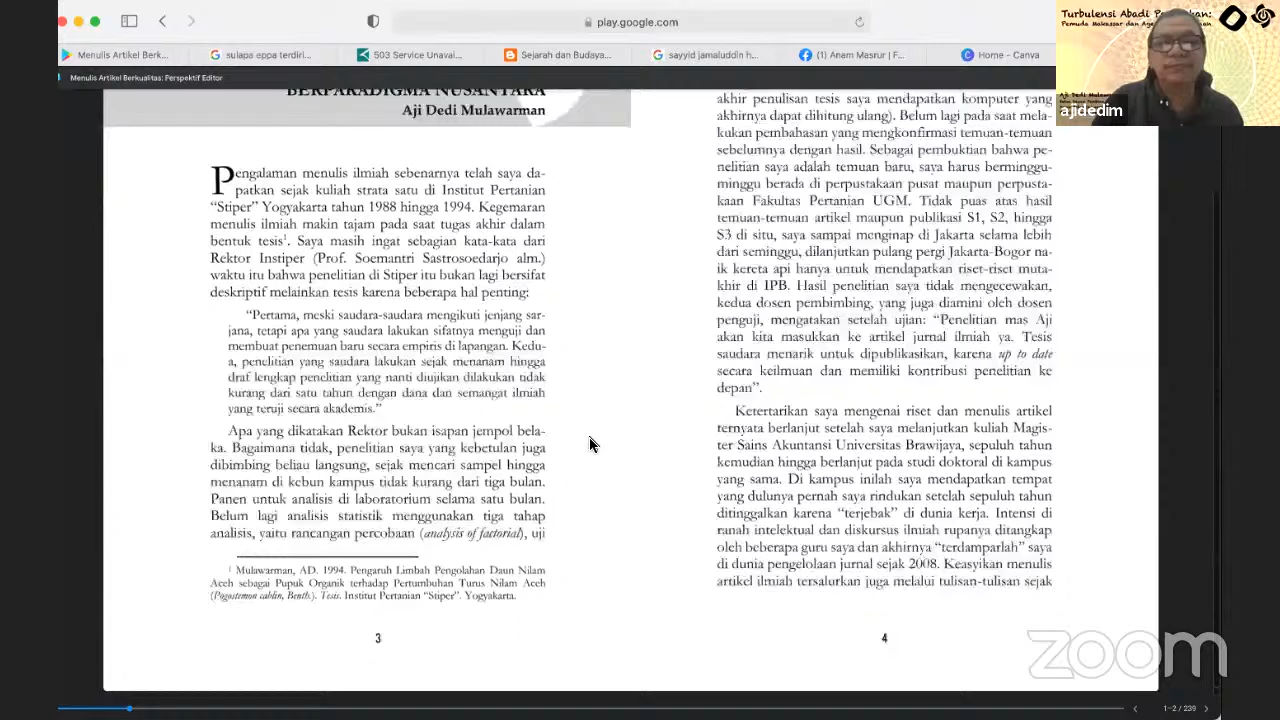 play.google.com
Menulis Artikel Berk...
sulapa eppa terdiri...
503 Service Unavai...
Sejarah dan Budaya...
sayyid jamaluddin h...
(1) Anam Masrur | F...
Home – Canva
Menulis Artikel Berkualitas: Perspektif Editor
Turbulensi Abadi
ajidedim
BERPARADIGMA NUSANTARA
Aji Dedi Mulawarman
Pengalaman menulis ilmiah sebenarnya telah saya da-
patkan sejak kuliah strata satu di Institut Pertanian
“Stiper” Yogyakarta tahun 1988 hingga 1994. Kegemaran
menulis ilmiah makin tajam pada saat tugas akhir dalam
bentuk tesis¹. Saya masih ingat sebagian kata-kata dari
Rektor Instiper (Prof. Soemantri Sastrosoedarjo alm.)
waktu itu bahwa penelitian di Stiper itu bukan lagi bersifat
deskriptif melainkan tesis karena beberapa hal penting:
“Pertama, meski saudara-saudara mengikuti jenjang sar-
jana, tetapi apa yang saudara lakukan sifatnya menguji dan
membuat penemuan baru secara empiris di lapangan. Kedu-
a, penelitian yang saudara lakukan sejak menanam hingga
draf lengkap penelitian yang nanti diujikan dilakukan tidak
kurang dari satu tahun dengan dana dan semangat ilmiah
yang teruji secara akademis.”
Apa yang dikatakan Rektor bukan isapan jempol bela-
ka. Bagaimana tidak, penelitian saya yang kebetulan juga
dibimbing beliau langsung, sejak mencari sampel hingga
menanam di kebun kampus tidak kurang dari tiga bulan.
Panen untuk analisis di laboratorium selama satu bulan.
Belum lagi analisis statistik menggunakan tiga tahap
analisis, yaitu rancangan percobaan (analysis of factorial), uji
¹ Mulawarman, AD. 1994. Pengaruh Limbah Pengolahan Daun Nilam
Aceh sebagai Pupuk Organik terhadap Pertumbuhan Turus Nilam Aceh
(Pogostemon cablin, Benth.). Tesis. Institut Pertanian “Stiper”. Yogyakarta.
3
akhir penulisan tesis saya mendapatkan komputer yang
akhirnya dapat dihitung ulang). Belum lagi pada saat mela-
kukan pembahasan yang mengkonfirmasi temuan-temuan
sebelumnya dengan hasil. Sebagai pembuktian bahwa pe-
nelitian saya adalah temuan baru, saya harus berminggu-
minggu berada di perpustakaan pusat maupun perpusta-
kaan Fakultas Pertanian UGM. Tidak puas atas hasil
temuan-temuan artikel maupun publikasi S1, S2, hingga
S3 di situ, saya sampai menginap di Jakarta selama lebih
dari seminggu, dilanjutkan pulang pergi Jakarta-Bogor na-
ik kereta api hanya untuk mendapatkan riset-riset muta-
khir di IPB. Hasil penelitian saya tidak mengecewakan,
kedua dosen pembimbing, yang juga diamini oleh dosen
penguji, mengatakan setelah ujian: “Penelitian mas Aji
akan kita masukkan ke artikel jurnal ilmiah ya. Tesis
saudara menarik untuk dipublikasikan, karena up to date
secara keilmuan dan memiliki kontribusi penelitian ke
depan”.
Ketertarikan saya mengenai riset dan menulis artikel
ternyata berlanjut setelah saya melanjutkan kuliah Magis-
ter Sains Akuntansi Universitas Brawijaya, sepuluh tahun
kemudian hingga berlanjut pada studi doktoral di kampus
yang sama. Di kampus inilah saya mendapatkan tempat
yang dulunya pernah saya rindukan setelah sepuluh tahun
ditinggalkan karena “terjebak” di dunia kerja. Intensi di
ranah intelektual dan diskursus ilmiah rupanya ditangkap
oleh beberapa guru saya dan akhirnya “terdamparlah” saya
di dunia pengelolaan jurnal sejak 2008. Keasyikan menulis
artikel ilmiah tersalurkan juga melalui tulisan-tulisan sejak
4
zoom
1–2 / 239